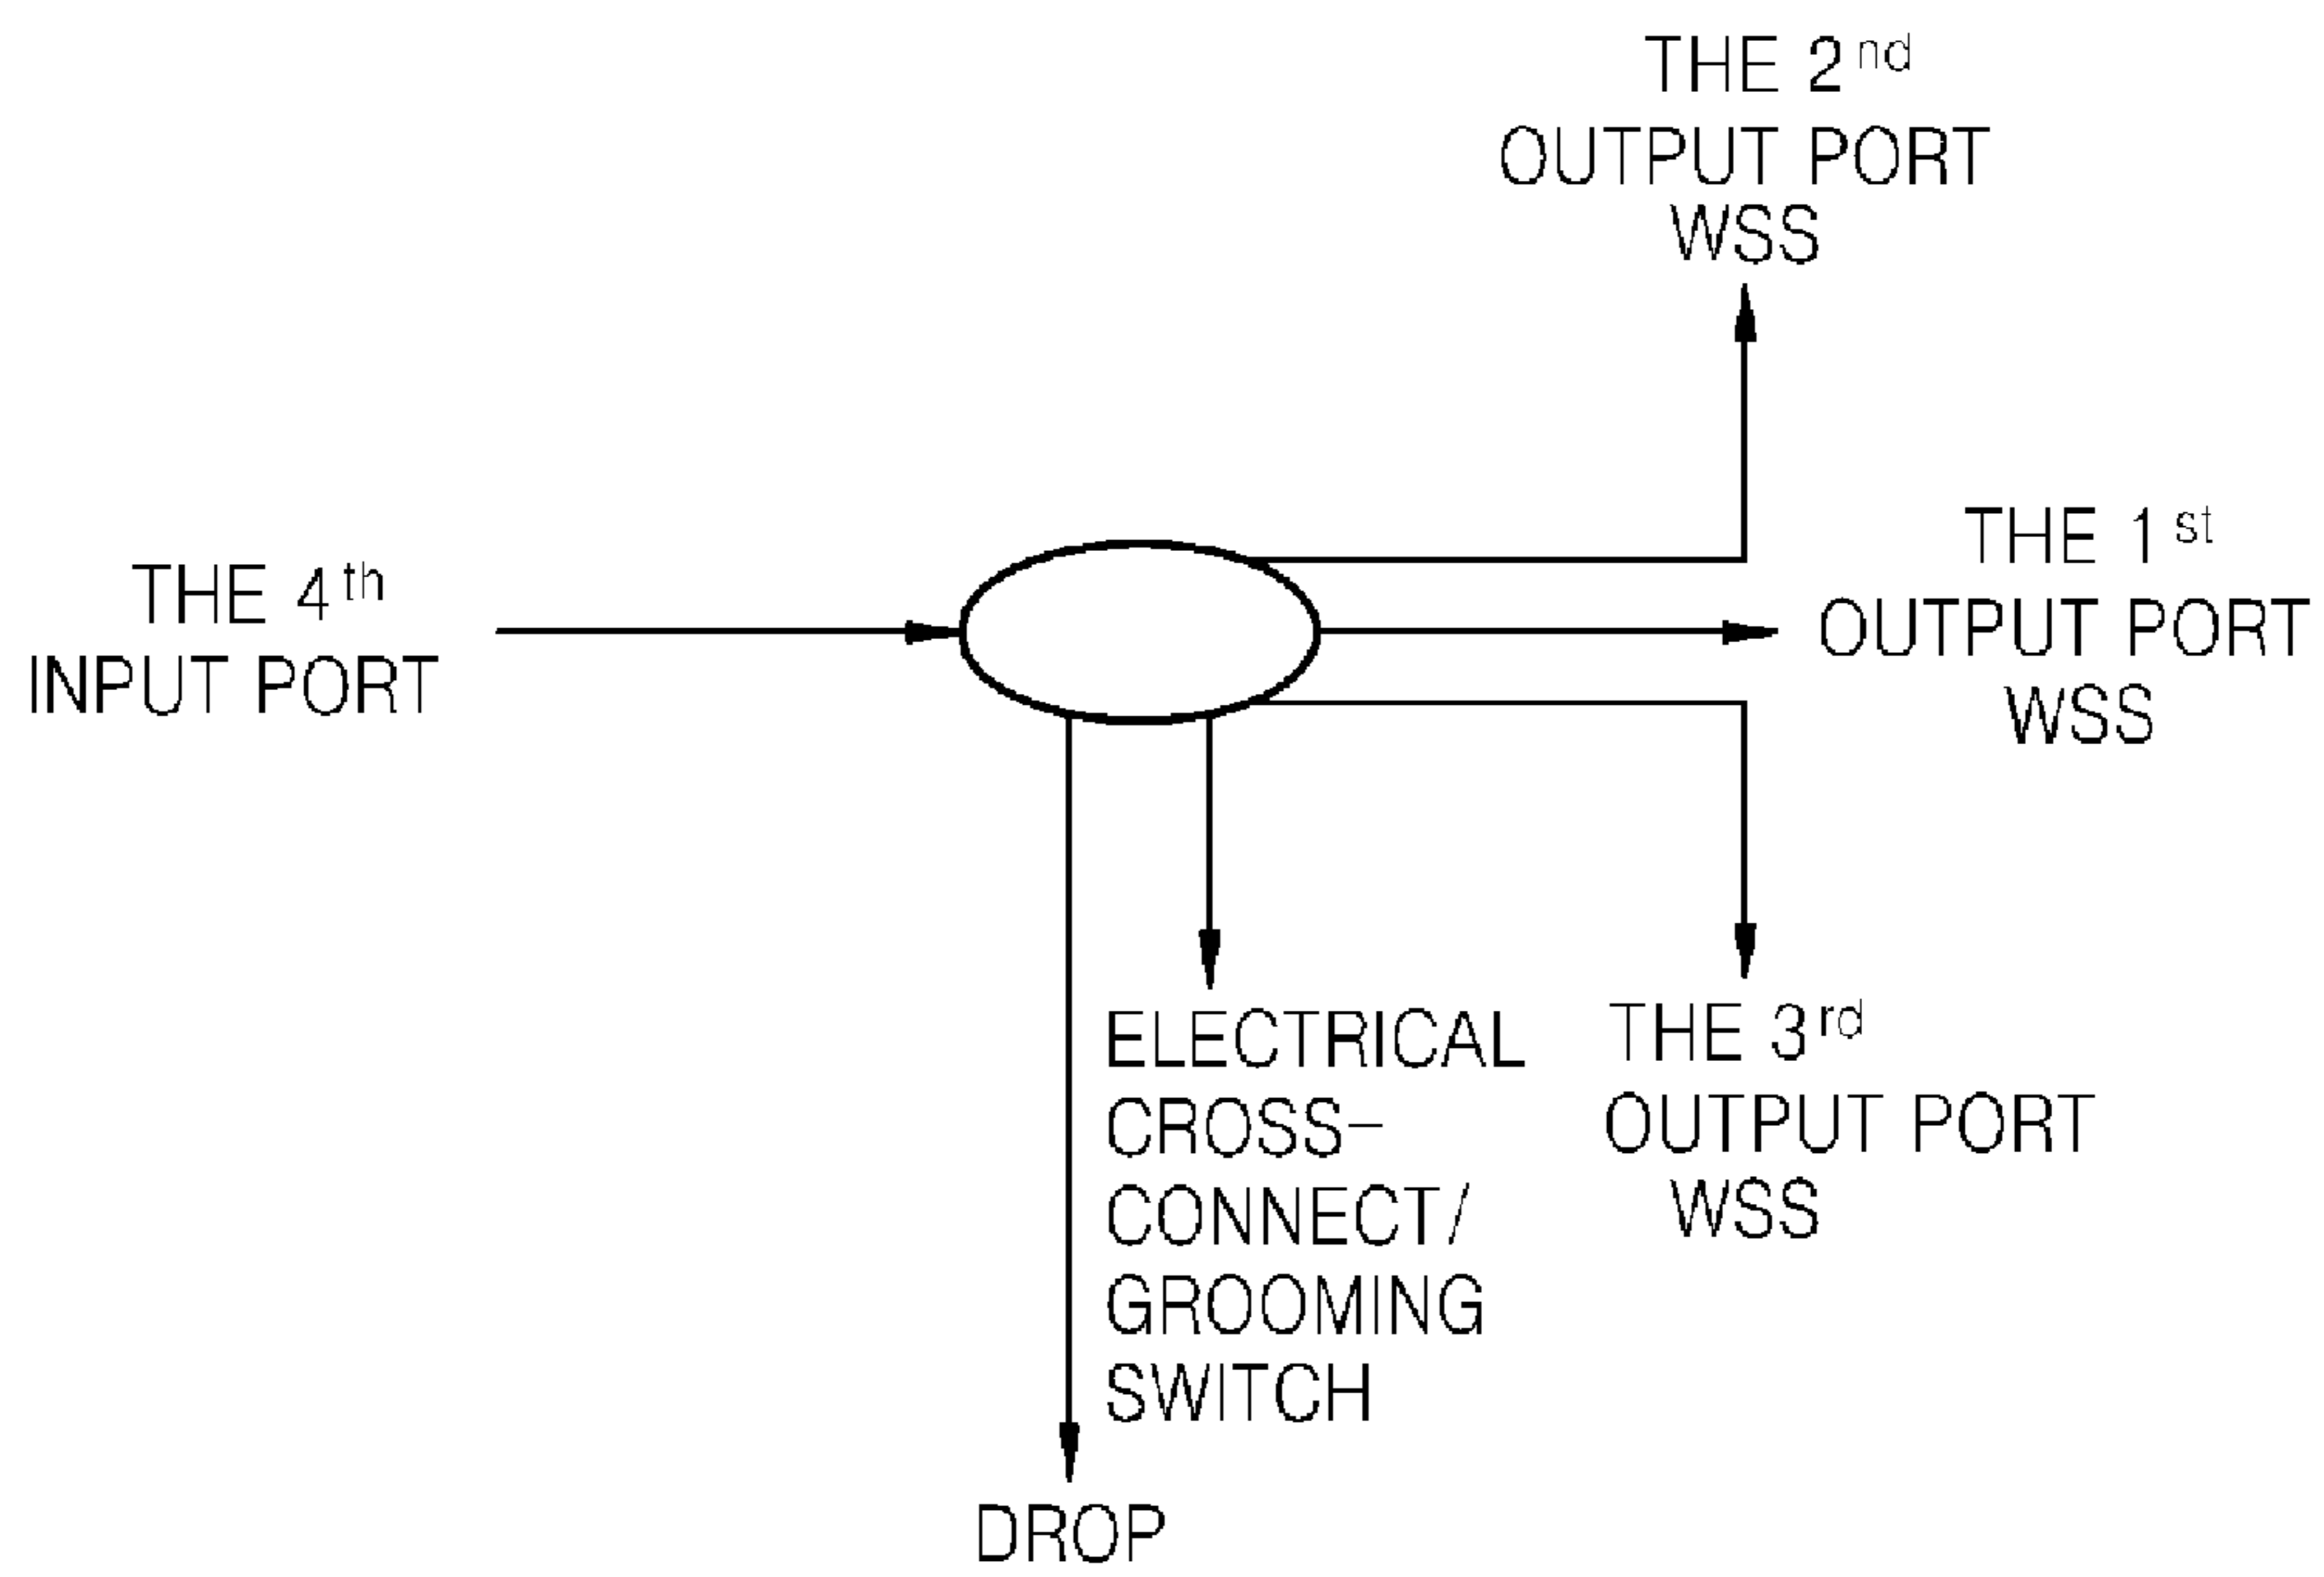 THE 2nd
OUTPUT PORT
WSS
THE 1st
OUTPUT PORT
WSS
THE 4th
INPUT PORT
ELECTRICAL
CROSS-
CONNECT/
GROOMING
SWITCH
THE 3rd
OUTPUT PORT
WSS
DROP